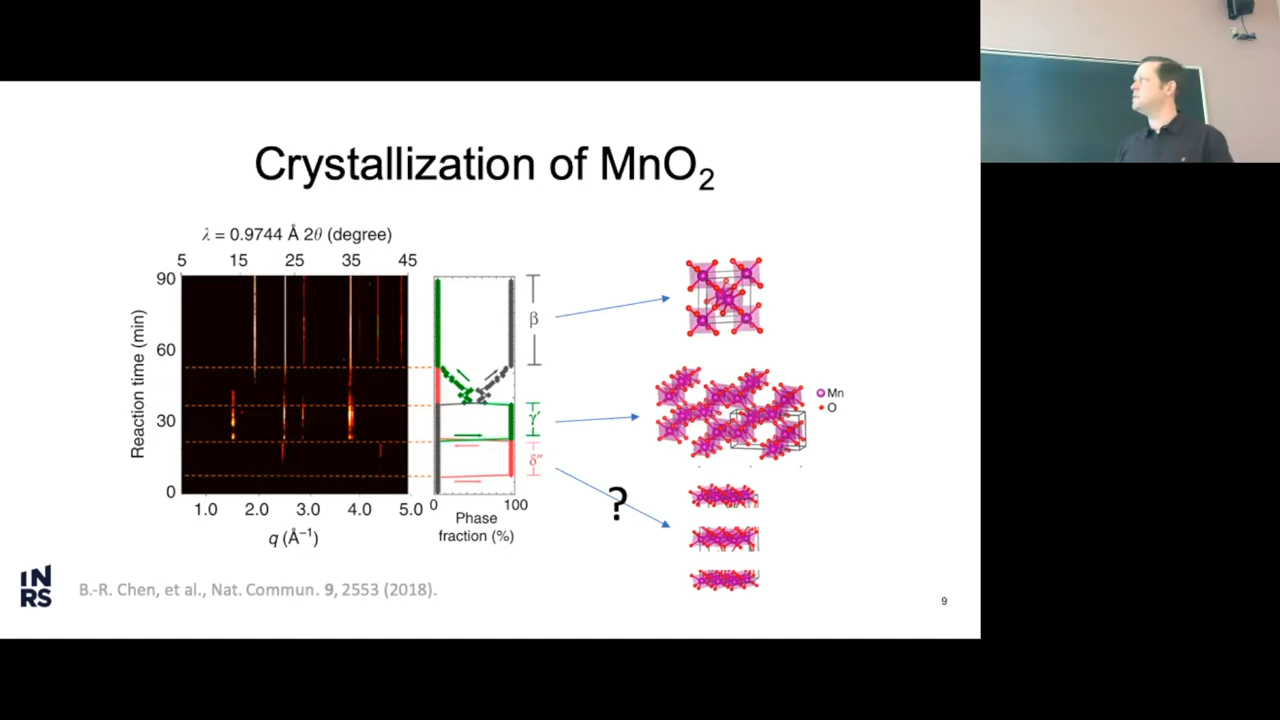 Crystallization of MnO₂
λ = 0.9744 Å 2θ (degree)
5 15 25 35 45
90
60
30
0
Reaction time (min)
1.0 2.0 3.0 4.0 5.0
q (Å⁻¹)
0 100
Phase
fraction (%)
β
γ′
δ″
?
Mn
O
INRS
B.-R. Chen, et al., Nat. Commun. 9, 2553 (2018).
9